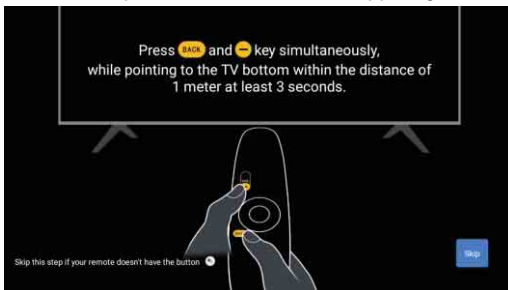 Press BACK and − key simultaneously,
while pointing to the TV bottom within the distance of
1 meter at least 3 seconds.
Skip this step if your remote doesn't have the button
Skip